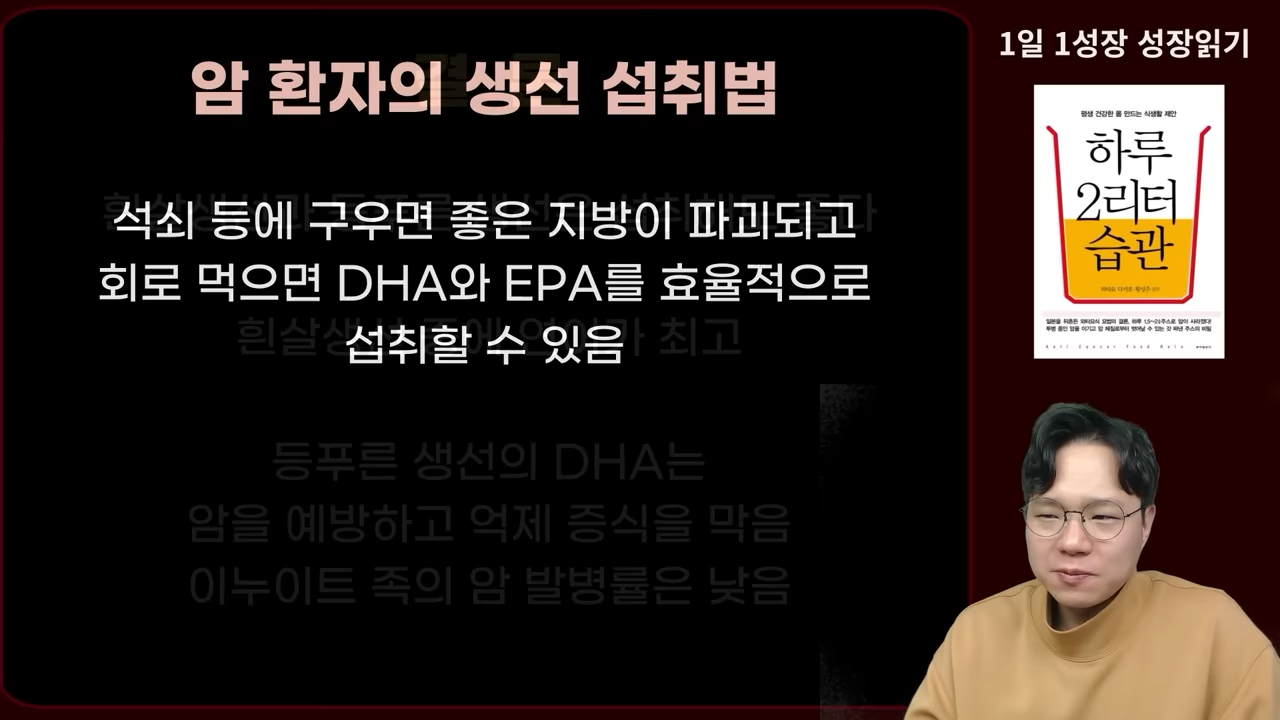 암 환자의 생선 섭취법
석쇠 등에 구우면 좋은 지방이 파괴되고
회로 먹으면 DHA와 EPA를 효율적으로
섭취할 수 있음
등푸른 생선의 DHA는
암을 예방하고 억제 증식을 막음
이누이트 족의 암 발병률은 낮음
1일 1성장 성장읽기
평생 건강한 몸 만드는 식생활 제안
하루
2리터
습관